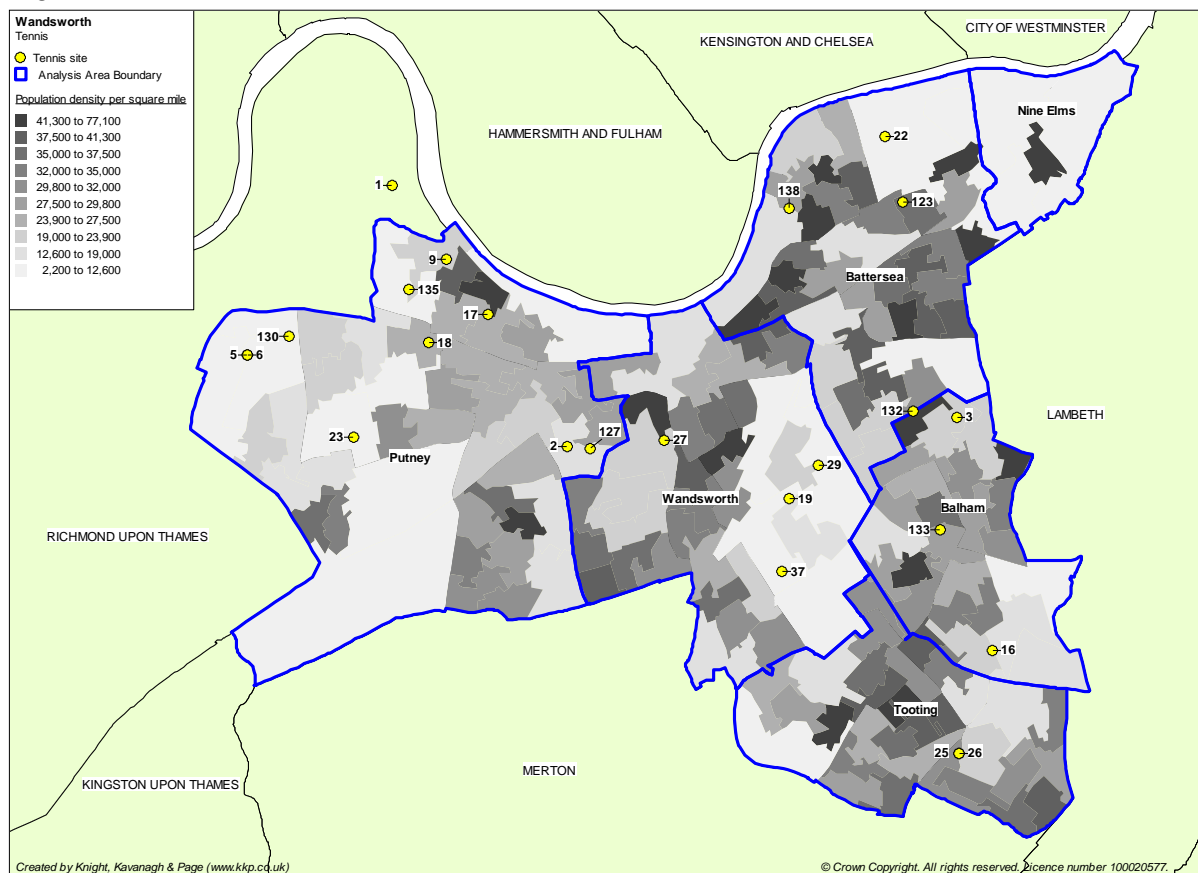 Wandsworth
Tennis
Tennis site
Analysis Area Boundary
Population density per square mile
41,300 to 77,100
37,500 to 41,300
35,000 to 37,500
32,000 to 35,000
29,800 to 32,000
27,500 to 29,800
23,900 to 27,500
19,000 to 23,900
12,600 to 19,000
2,200 to 12,600
CITY OF WESTMINSTER
KENSINGTON AND CHELSEA
Nine Elms
HAMMERSMITH AND FULHAM
22
1
138
123
9
Battersea
135
17
130
18
5
6
132
3
LAMBETH
23
127
2
27
Putney
29
Wandsworth
19
Balham
RICHMOND UPON THAMES
133
37
16
Tooting
25
26
MERTON
KINGSTON UPON THAMES
Created by Knight, Kavanagh & Page (www.kkp.co.uk)
© Crown Copyright. All rights reserved. Licence number 100020577.